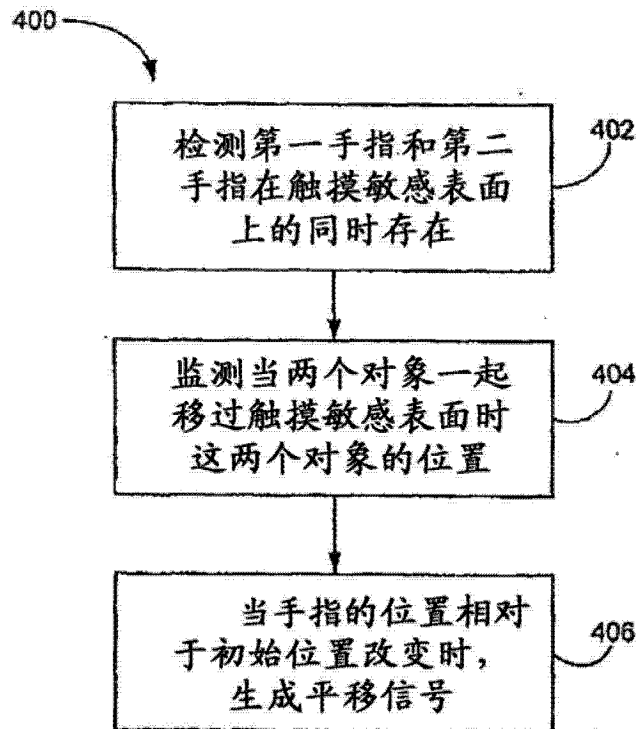 400
检测第一手指和第二
手指在触摸敏感表面
上的同时存在
402
监测当两个对象一起
移过触摸敏感表面时
这两个对象的位置
404
当手指的位置相对
于初始位置改变时，
生成平移信号
406